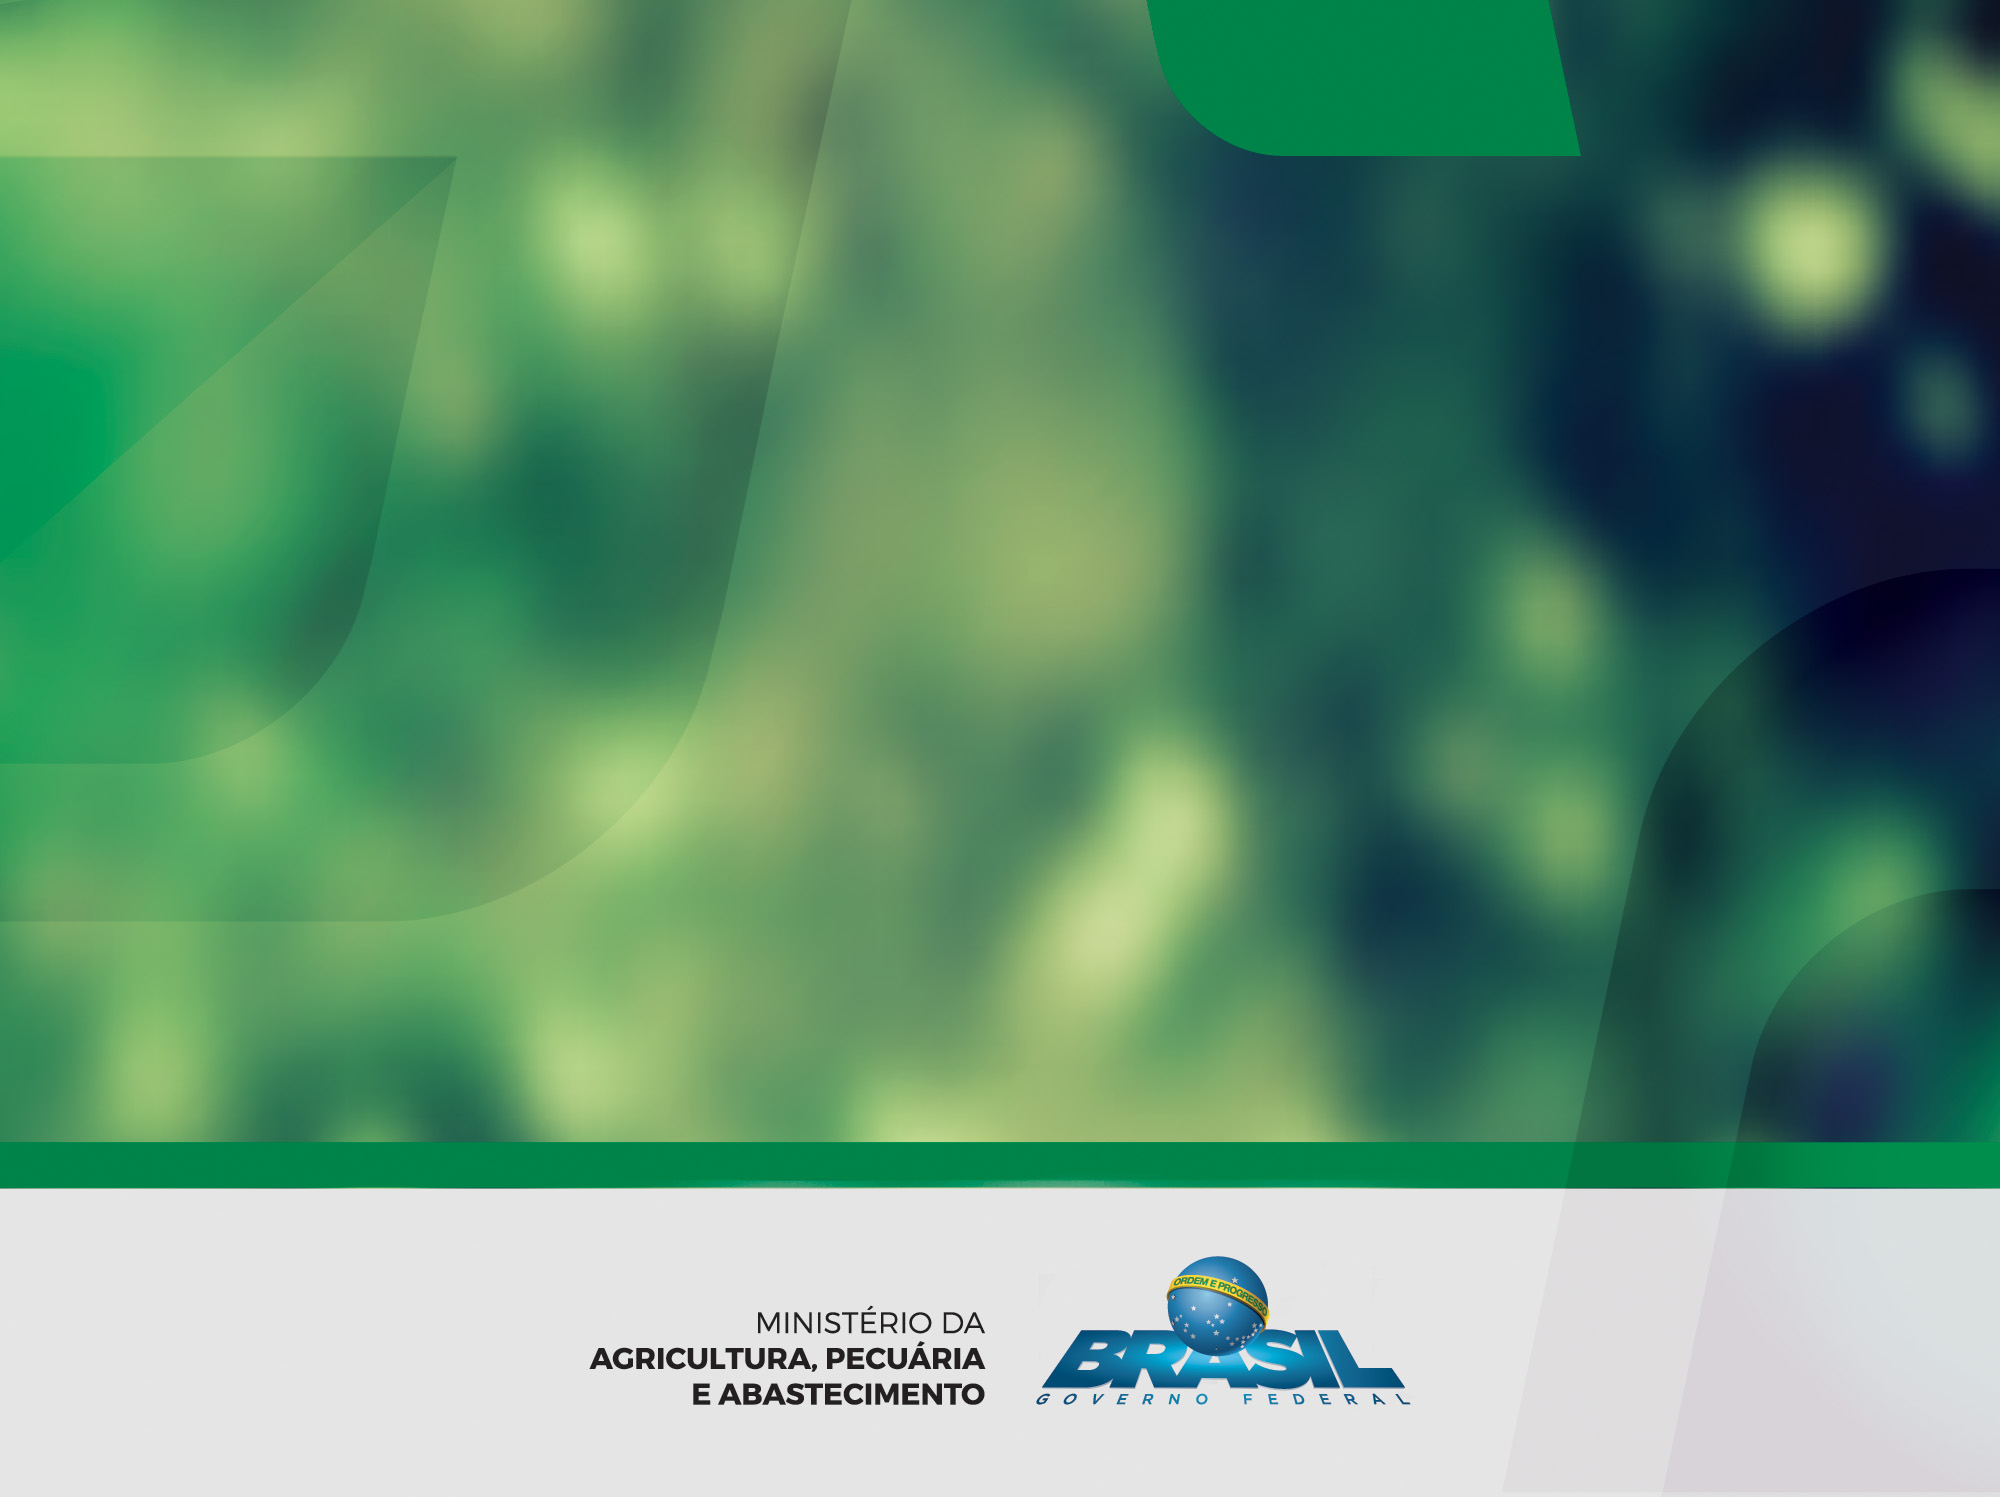 MINISTÉRIO DA
AGRICULTURA, PECUÁRIA
E ABASTECIMENTO
ORDEM E PROGRESSO
BRASIL
GOVERNO FEDERAL